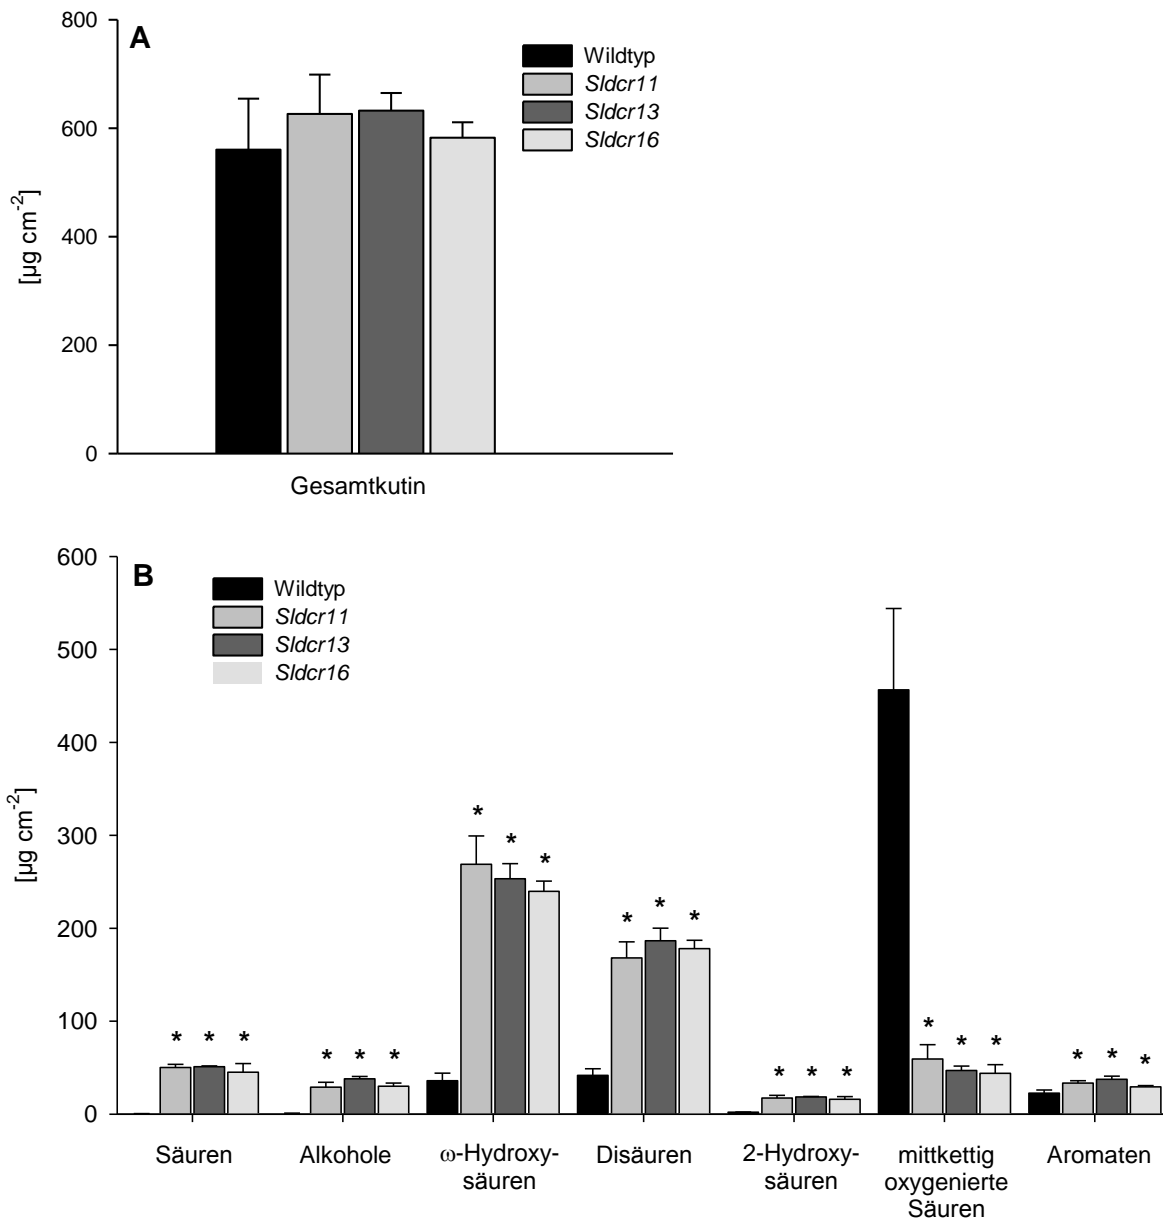 A
Wildtyp
Sldcr11
Sldcr13
Sldcr16
800
600
400
200
0
[µg cm-2]
Gesamtkutin
B
Wildtyp
Sldcr11
Sldcr13
Sldcr16
600
500
400
300
200
100
0
[µg cm-2]
* * *
* * *
* * *
* * *
* * *
* * *
* * *
Säuren
Alkohole
ω-Hydroxy-
säuren
Disäuren
2-Hydroxy-
säuren
mittkettig
oxygenierte
Säuren
Aromaten